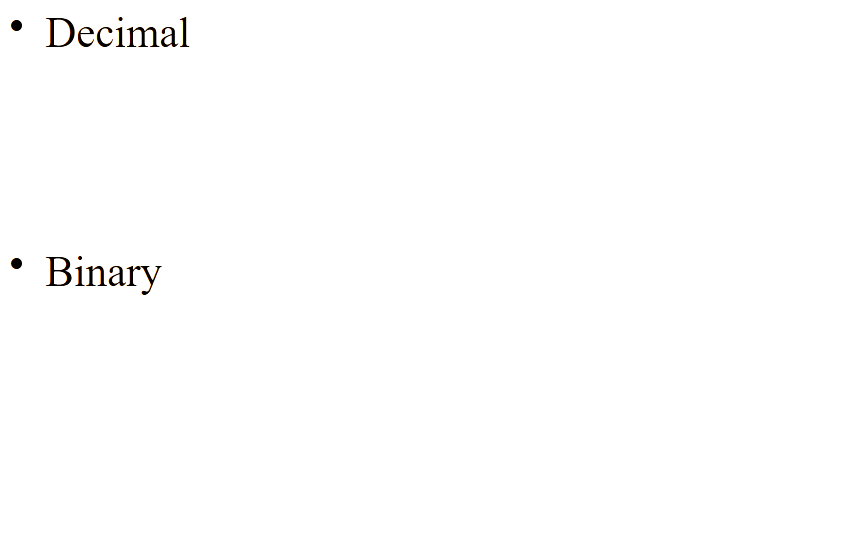 • Decimal
• Binary